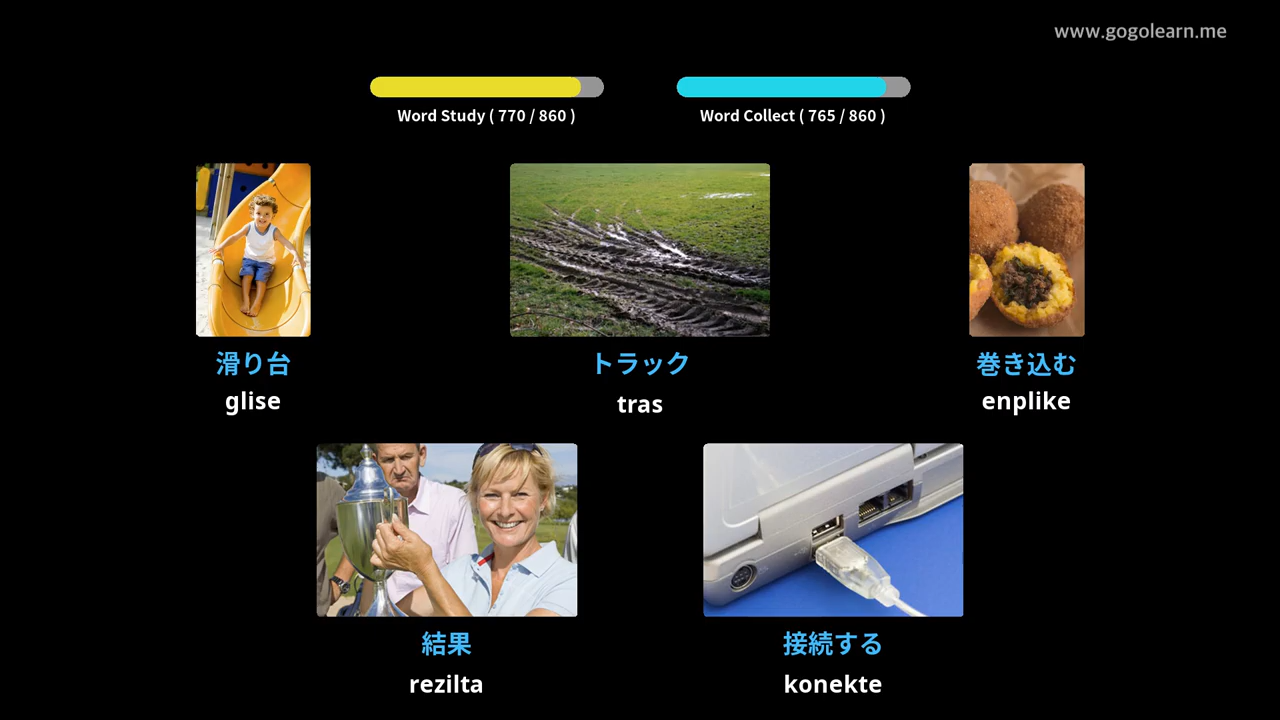 www.gogolearn.me
Word Study ( 770 / 860 )
Word Collect ( 765 / 860 )
滑り台
glise
トラック
tras
巻き込む
enplike
結果
rezilta
接続する
konekte